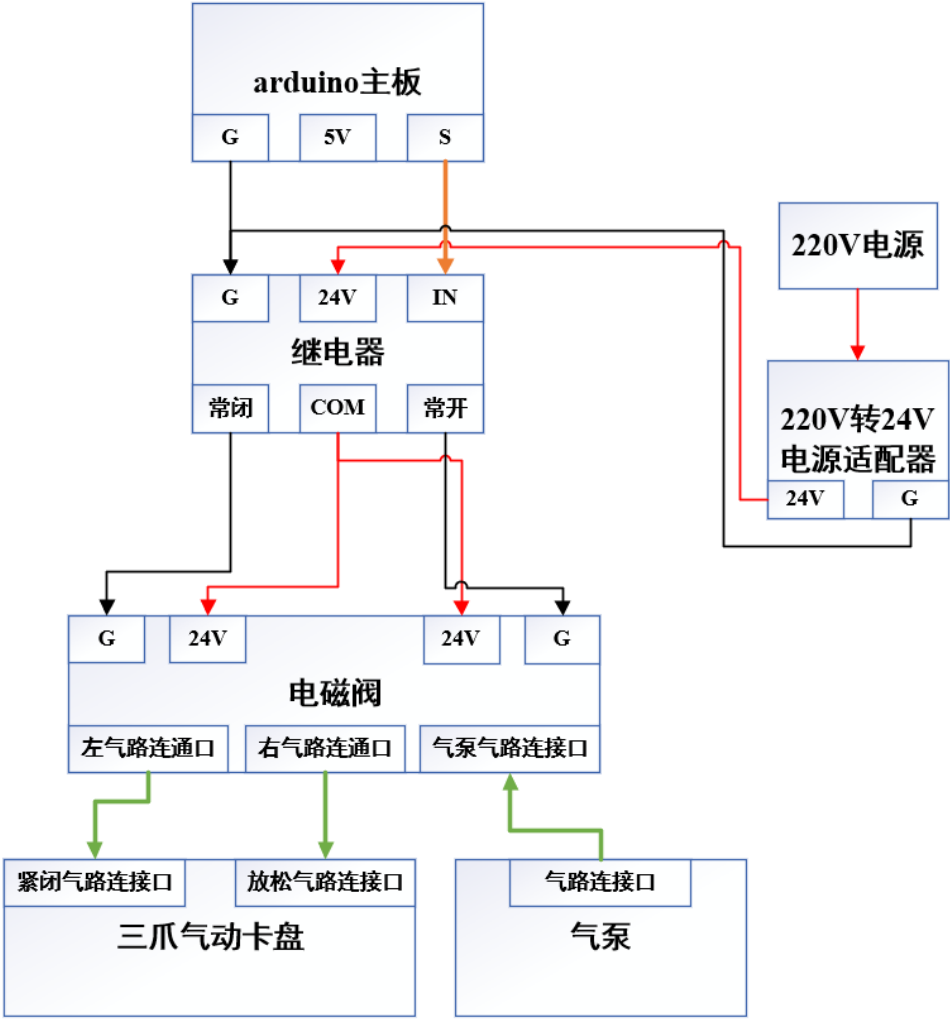 arduino主板
G
5V
S
220V电源
G
24V
IN
继电器
常闭
COM
常开
220V转24V
电源适配器
24V
G
G
24V
24V
G
电磁阀
左气路连通口
右气路连通口
气泵气路连接口
紧闭气路连接口
放松气路连接口
气路连接口
三爪气动卡盘
气泵